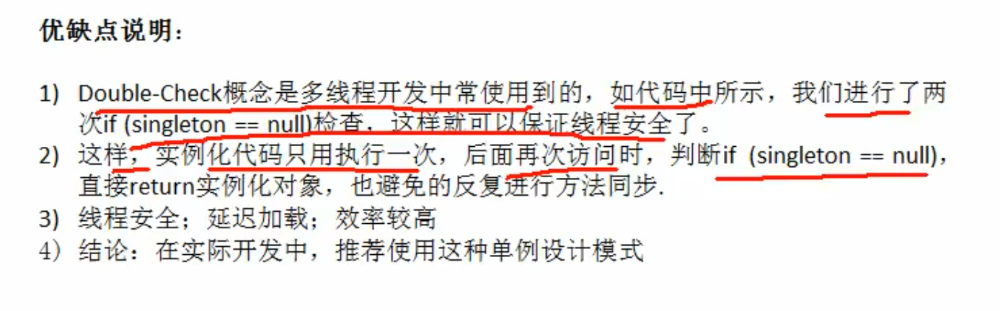 优缺点说明：
1) Double-Check概念是多线程开发中常使用到的，如代码中所示，我们进行了两
次if (singleton == null)检查，这样就可以保证线程安全了。
2) 这样，实例化代码只用执行一次，后面再次访问时，判断if (singleton == null)，
直接return实例化对象，也避免的反复进行方法同步.
3) 线程安全；延迟加载；效率较高
4) 结论：在实际开发中，推荐使用这种单例设计模式